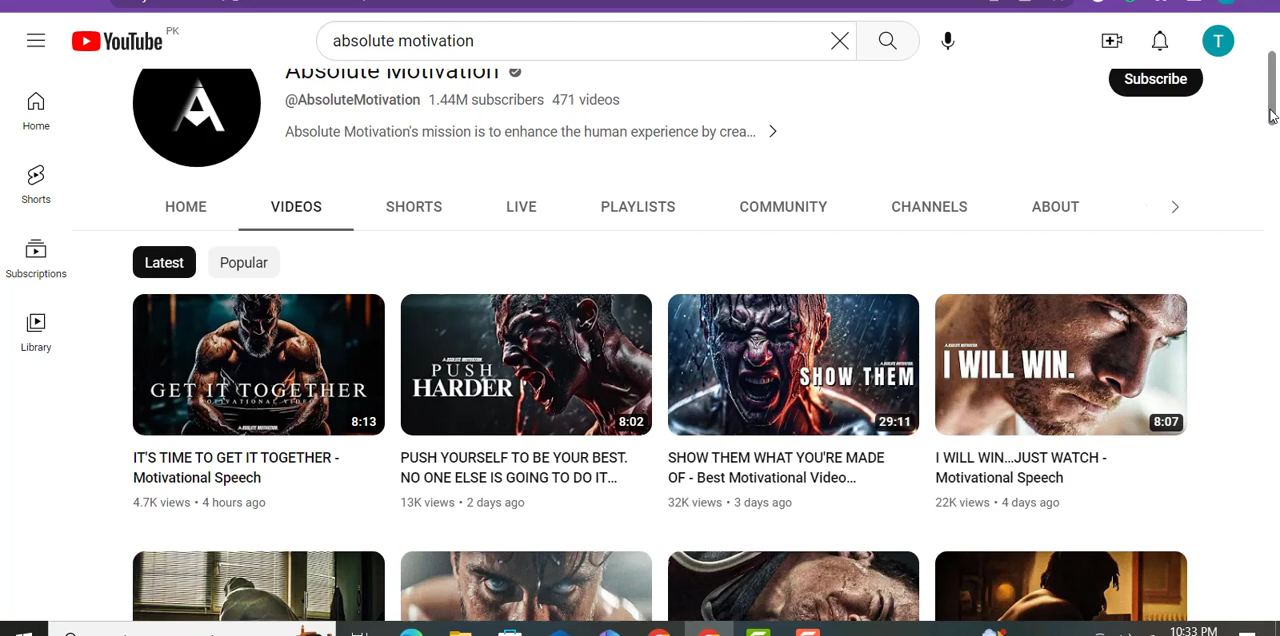 YouTube PK
absolute motivation
T
Absolute Motivation
@AbsoluteMotivation 1.44M subscribers 471 videos
Subscribe
Absolute Motivation's mission is to enhance the human experience by crea...
Home
Shorts
Subscriptions
Library
HOME VIDEOS SHORTS LIVE PLAYLISTS COMMUNITY CHANNELS ABOUT
Latest Popular
GET IT TOGETHER
MOTIVATIONAL VIDEO
8:13
PUSH
HARDER
8:02
SHOW THEM
29:11
I WILL WIN.
8:07
IT'S TIME TO GET IT TOGETHER -
Motivational Speech
4.7K views • 4 hours ago
PUSH YOURSELF TO BE YOUR BEST.
NO ONE ELSE IS GOING TO DO IT...
13K views • 2 days ago
SHOW THEM WHAT YOU'RE MADE
OF - Best Motivational Video...
32K views • 3 days ago
I WILL WIN...JUST WATCH -
Motivational Speech
22K views • 4 days ago
10:33 PM